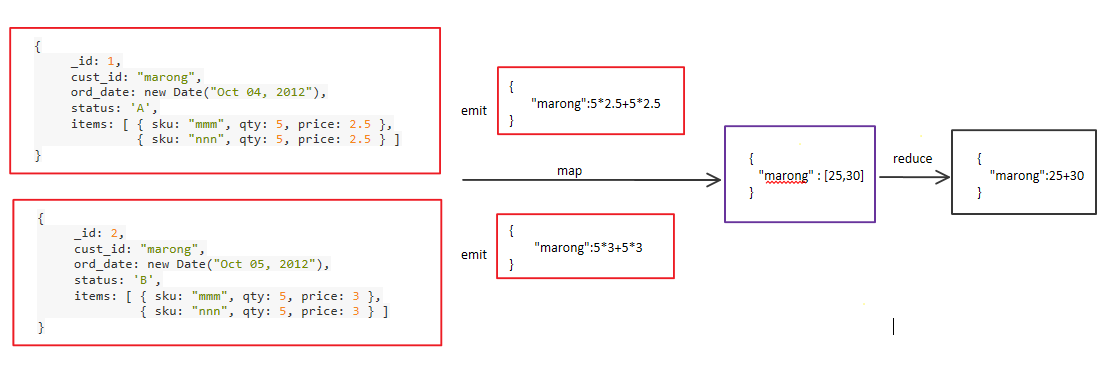 {
_id: 1,
cust_id: "marong",
ord_date: new Date("Oct 04, 2012"),
status: 'A',
items: [ { sku: "mmm", qty: 5, price: 2.5 },
{ sku: "nnn", qty: 5, price: 2.5 } ]
}
emit
{
"marong":5*2.5+5*2.5
}
map
{
_id: 2,
cust_id: "marong",
ord_date: new Date("Oct 05, 2012"),
status: 'B',
items: [ { sku: "mmm", qty: 5, price: 3 },
{ sku: "nnn", qty: 5, price: 3 } ]
}
emit
{
"marong":5*3+5*3
}
{
"marong" : [25,30]
}
reduce
{
"marong":25+30
}